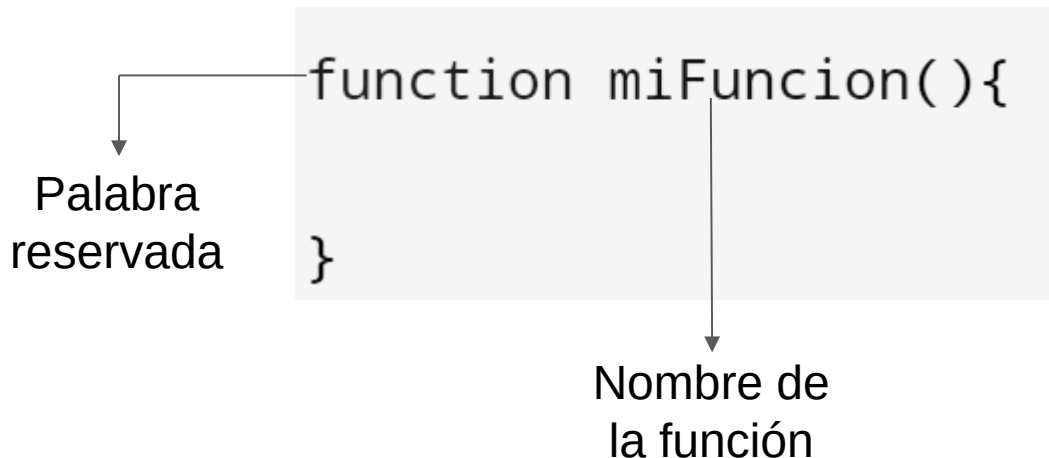 function miFuncion(){
Palabra
reservada
}
Nombre de
la función